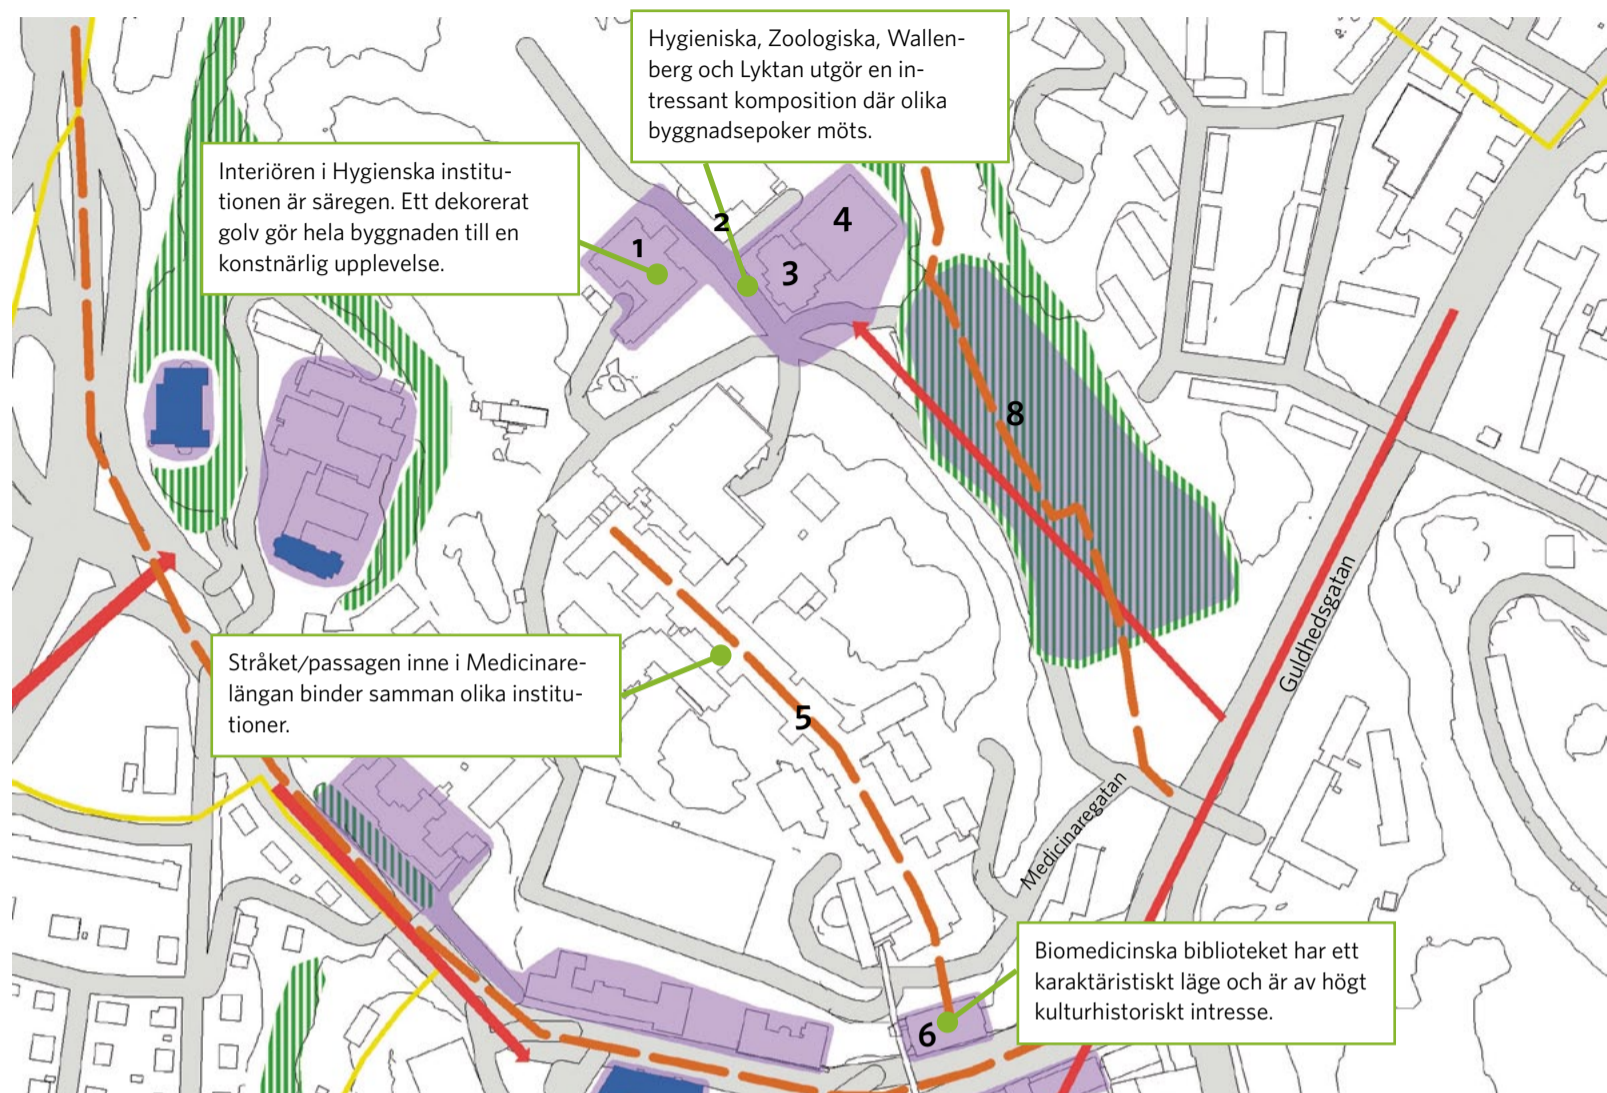 Hygieniska, Zoologiska, Wallen-
berg och Lyktan utgör en in-
tressant komposition där olika
byggnadsepoker möts.
Interiören i Hygienska institu-
tionen är säregen. Ett dekorerat
golv gör hela byggnaden till en
konstnärlig upplevelse.
1
2
3
4
8
Guldhedsgatan
Stråket/passagen inne i Medicinare-
längan binder samman olika institu-
tioner.
5
Medicinaregatan
Biomedicinska biblioteket har ett
karaktäristiskt läge och är av högt
kulturhistoriskt intresse.
6